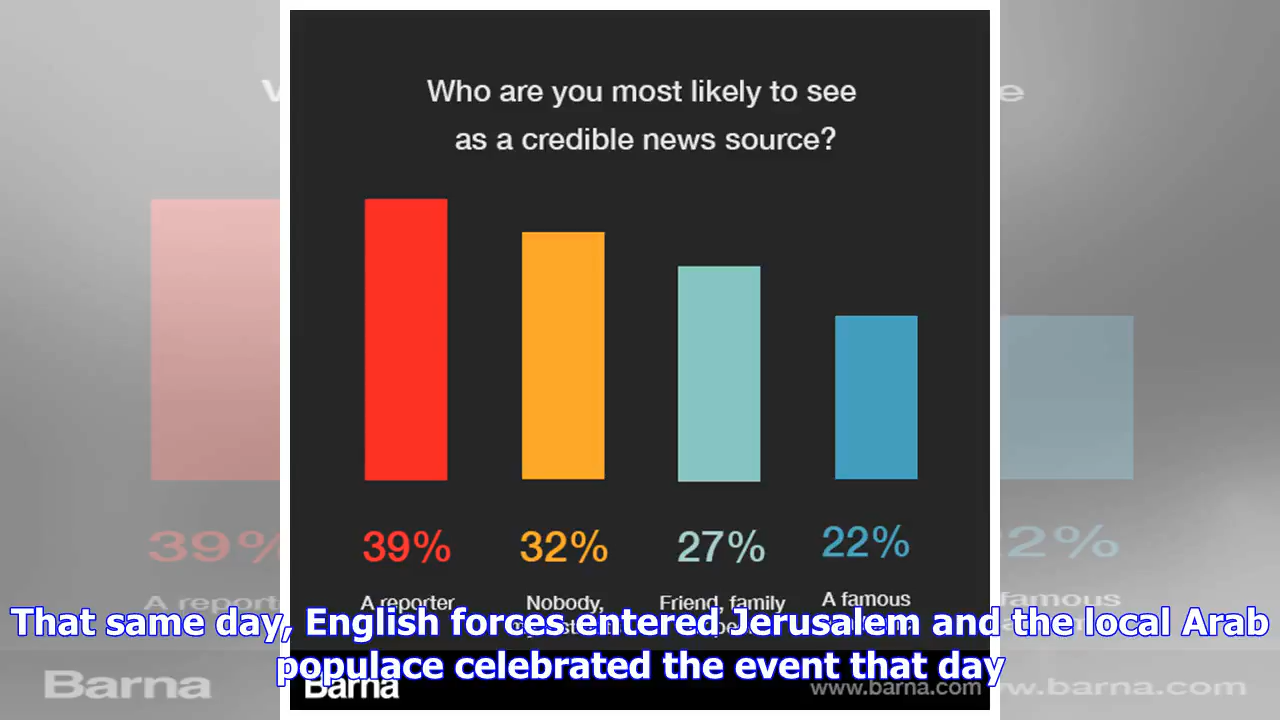 Who are you most likely to see
as a credible news source?
39%
32%
27%
22%
A reporter
Nobody,
Friend, family
A famous
That same day, English forces entered Jerusalem and the local Arab
populace celebrated the event that day
Barna
www.barna.com